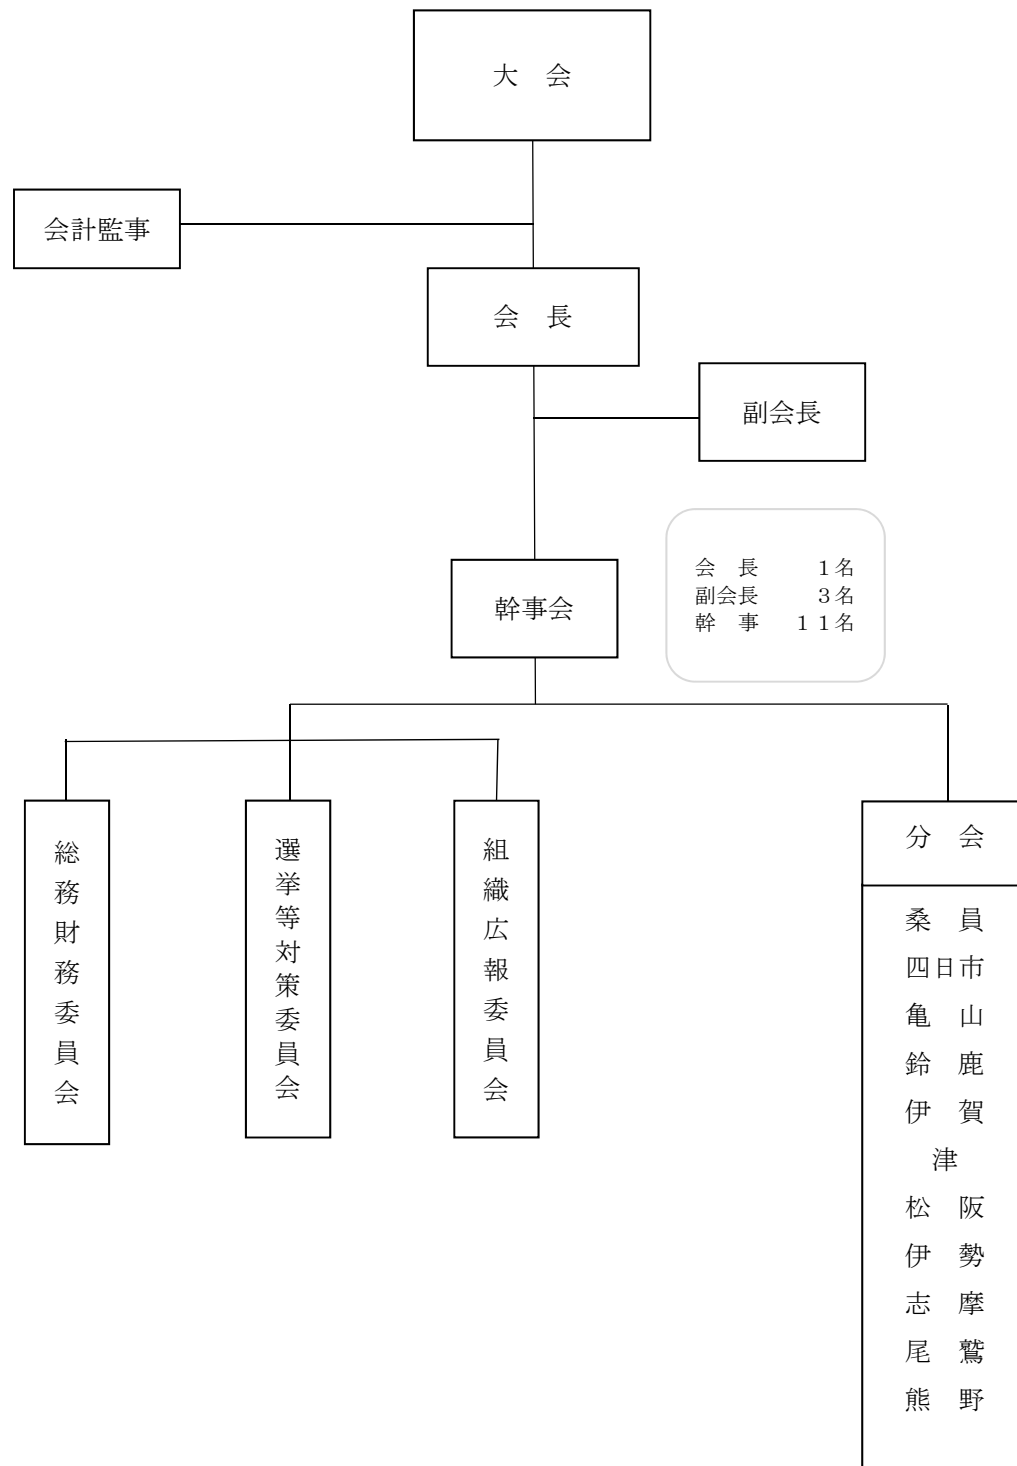 大　会
会計監事
会　長
副会長
会　長　　１名
副会長　　３名
幹　事　１１名
幹事会
総務財務委員会
選挙等対策委員会
組織広報委員会
分　会
桑　員
四日市
亀　山
鈴　鹿
伊　賀
津
松　阪
伊　勢
志　摩
尾　鷲
熊　野